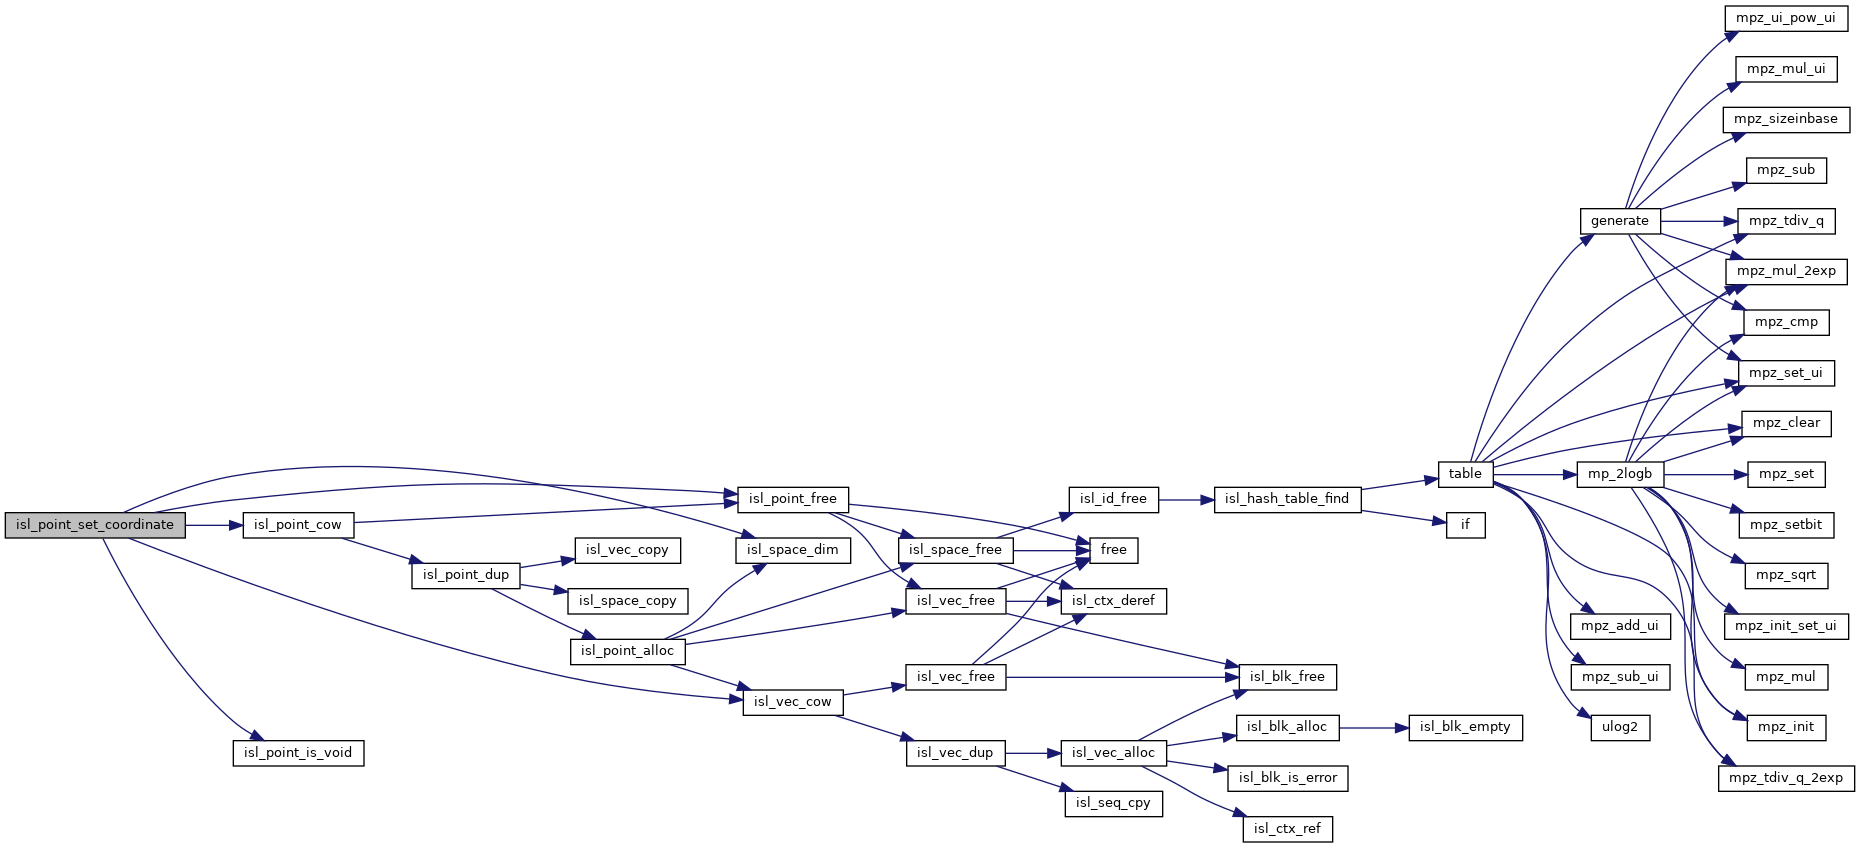 mpz_ui_pow_ui
mpz_mul_ui
mpz_sizeinbase
mpz_sub
generate
mpz_tdiv_q
mpz_mul_2exp
mpz_cmp
mpz_set_ui
mpz_clear
table
mp_2logb
mpz_set
isl_point_free
isl_id_free
isl_hash_table_find
isl_point_set_coordinate
isl_point_cow
if
mpz_setbit
isl_vec_copy
isl_space_dim
isl_space_free
free
isl_point_dup
mpz_sqrt
isl_space_copy
isl_vec_free
isl_ctx_deref
mpz_add_ui
mpz_init_set_ui
isl_point_alloc
isl_vec_free
isl_blk_free
mpz_sub_ui
mpz_mul
isl_vec_cow
isl_blk_alloc
isl_blk_empty
ulog2
mpz_init
isl_point_is_void
isl_vec_dup
isl_vec_alloc
isl_blk_is_error
mpz_tdiv_q_2exp
isl_seq_cpy
isl_ctx_ref